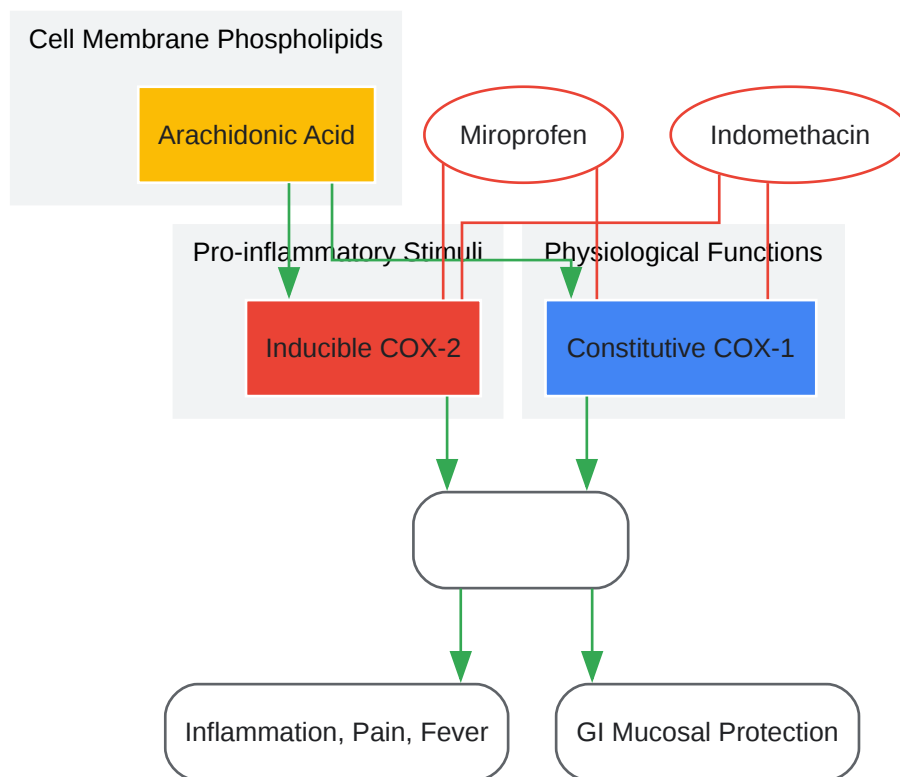 Cell Membrane Phospholipids
Arachidonic Acid
Miroprofen
Indomethacin
Pro-inflammatory Stimuli
Physiological Functions
Inducible COX-2
Constitutive COX-1
Inflammation, Pain, Fever
GI Mucosal Protection